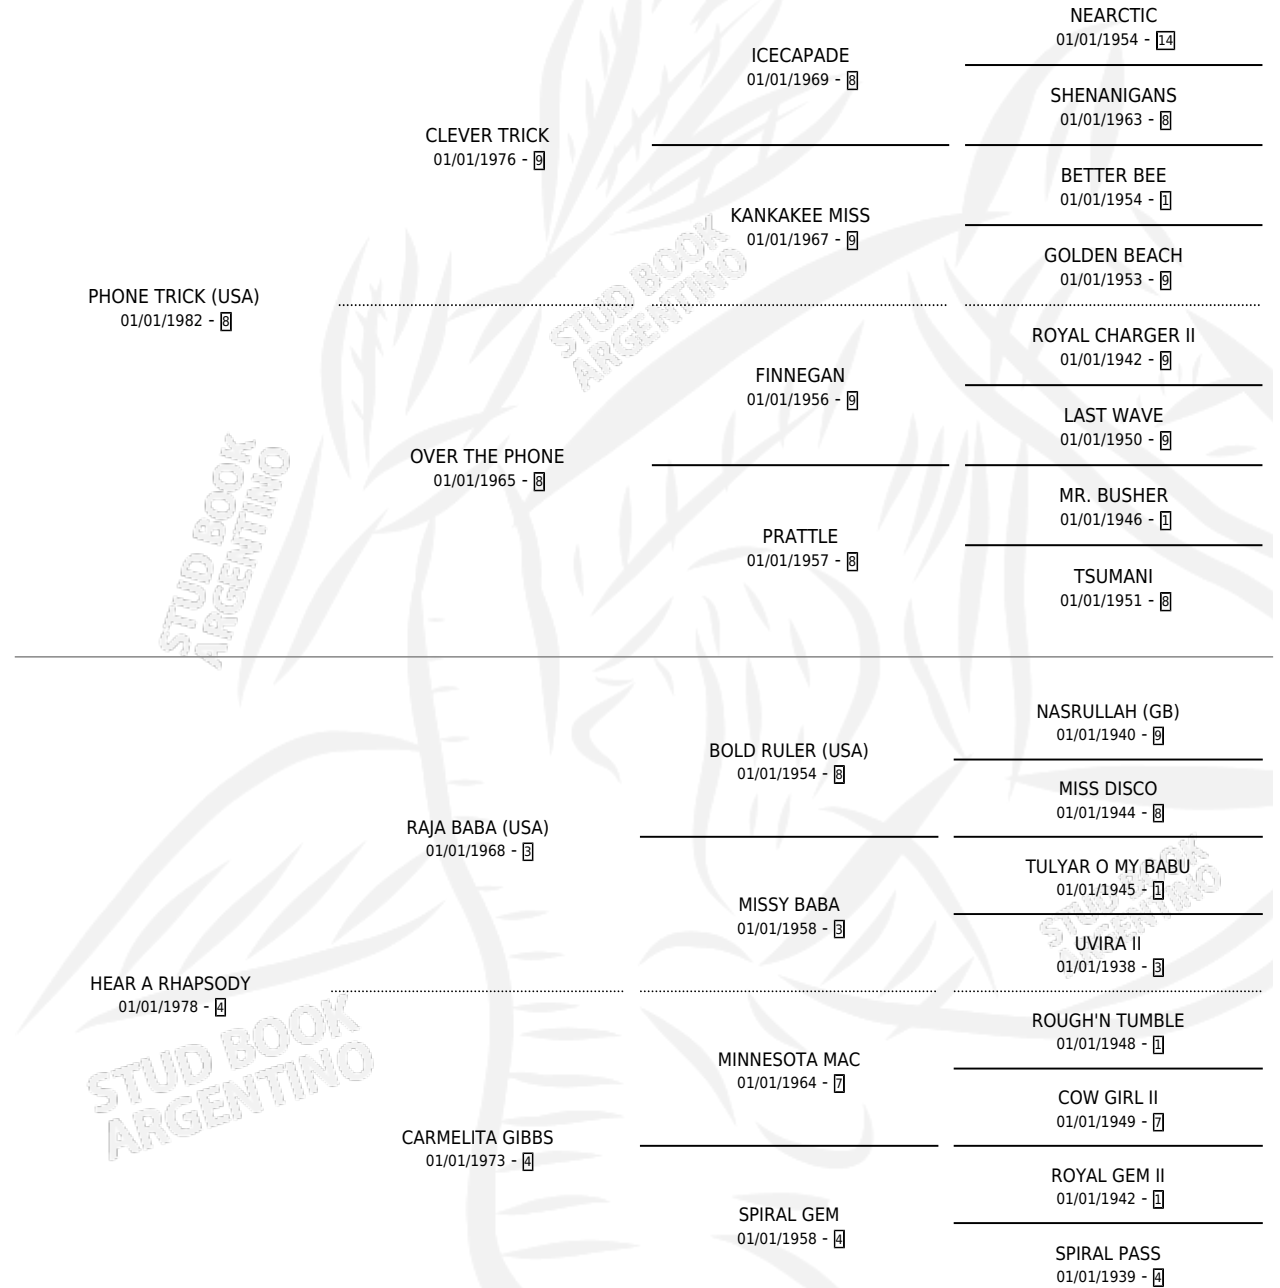 NEARCTIC
01/01/1954 - 14
ICECAPADE
01/01/1969 - 8
SHENANIGANS
01/01/1963 - 8
CLEVER TRICK
01/01/1976 - 9
BETTER BEE
01/01/1954 - 1
KANKAKEE MISS
01/01/1967 - 9
GOLDEN BEACH
01/01/1953 - 9
PHONE TRICK (USA)
01/01/1982 - 8
STUD BOOK
ARGENTINO
ROYAL CHARGER II
01/01/1942 - 9
FINNEGAN
01/01/1956 - 9
LAST WAVE
01/01/1950 - 9
OVER THE PHONE
01/01/1965 - 8
MR. BUSHER
01/01/1946 - 1
PRATTLE
01/01/1957 - 8
TSUMANI
01/01/1951 - 8
STUD BOOK
ARGENTINO
NASRULLAH (GB)
01/01/1940 - 9
BOLD RULER (USA)
01/01/1954 - 8
MISS DISCO
01/01/1944 - 8
RAJA BABA (USA)
01/01/1968 - 3
TULYAR O MY BABU
01/01/1945 - 1
MISSY BABA
01/01/1958 - 3
UVIRA II
01/01/1938 - 3
STUD BOOK
ARGENTINO
HEAR A RHAPSODY
01/01/1978 - 4
ROUGH'N TUMBLE
01/01/1948 - 1
MINNESOTA MAC
01/01/1964 - 7
COW GIRL II
01/01/1949 - 7
STUD BOOK
ARGENTINO
CARMELITA GIBBS
01/01/1973 - 4
ROYAL GEM II
01/01/1942 - 1
SPIRAL GEM
01/01/1958 - 4
SPIRAL PASS
01/01/1939 - 4